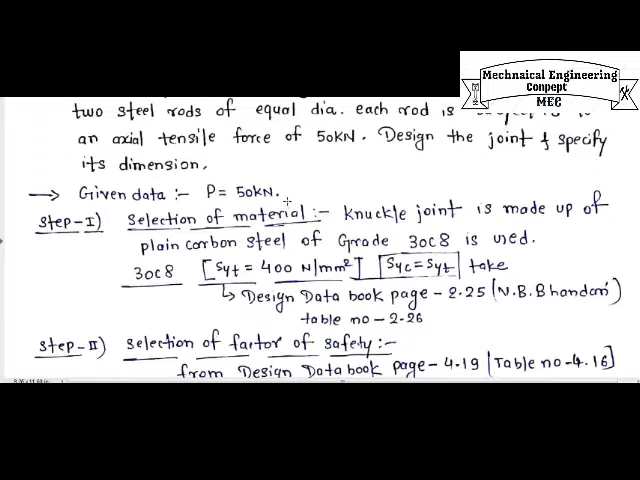 Mechnaical Engineering
Conpept
MEC
two steel rods of equal dia. each rod is
an axial tensile force of 50KN. Design the joint & specify
its dimension.
→ Given data :- P = 50KN.
Step-I) Selection of material :- Knuckle joint is made up of
plain carbon steel of Grade 30C8 is used.
30C8 [Syt = 400 N/mm²] [Syc = Syt] take
↳ Design Data book page - 2.25 (V.B.Bhandari)
table no - 2.26
Step-II) Selection of factor of safety :-
from Design Data book page - 4.19 [Table no - 4.16]